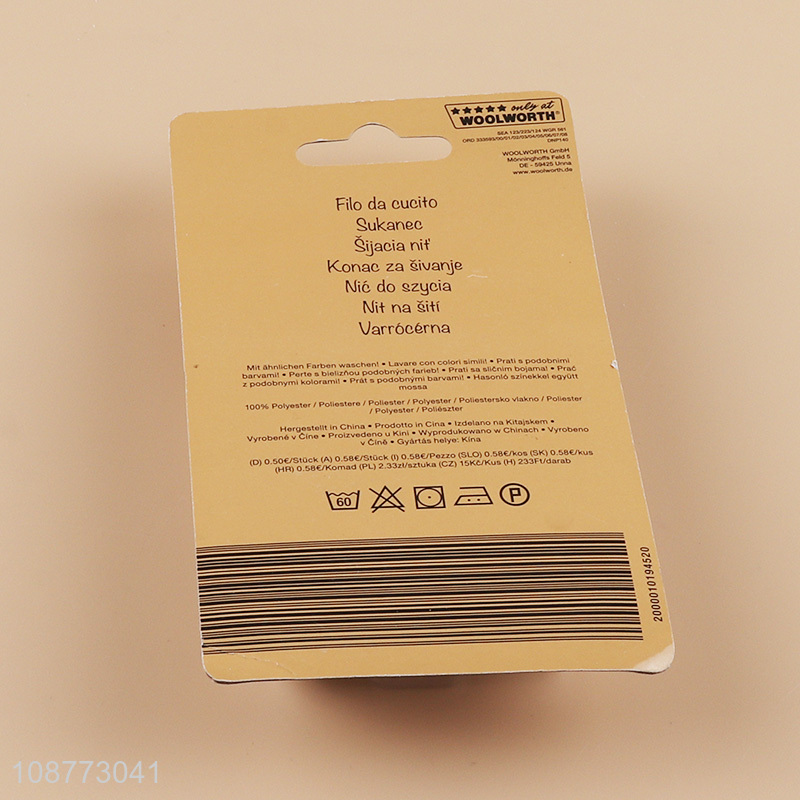 ★★★★★ only at
WOOLWORTH®
SEA 123/223/124 WGR 561
ORD 333093/00/01/02/03/04/05/06/07/08
DNP140
WOOLWORTH GmbH
Mönninghoffs Feld 5
DE - 59425 Unna
www.woolworth.de
Filo da cucito
Sukanec
Šijacia niť
Konac za šivanje
Nić do szycia
Nit na šití
Varrócérna
Mit ähnlichen Farben waschen! • Lavare con colori simili! • Prati s podobnimi
barvami! • Perte s bielizňou podobných farieb! • Prati sa sličnim bojama! • Prać
z podobnymi kolorami! • Prát s podobnými barvami! • Hasonló színekkel együtt
mossa
100% Polyester / Poliestere / Poliester / Polyester / Poliestersko vlakno / Poliester
/ Polyester / Poliészter
Hergestellt in China • Prodotto in Cina • Izdelano na Kitajskem •
Vyrobené v Číne • Proizvedeno u Kini • Wyprodukowano w Chinach • Vyrobeno
v Číně • Gyártás helye: Kína
(D) 0.50€/Stück (A) 0.58€/Stück (I) 0.58€/Pezzo (SLO) 0.58€/kos (SK) 0.58€/kus
(HR) 0.58€/Komad (PL) 2.33zł/sztuka (CZ) 15Kč/Kus (H) 233Ft/darab
60 P
2000010194520
108773041